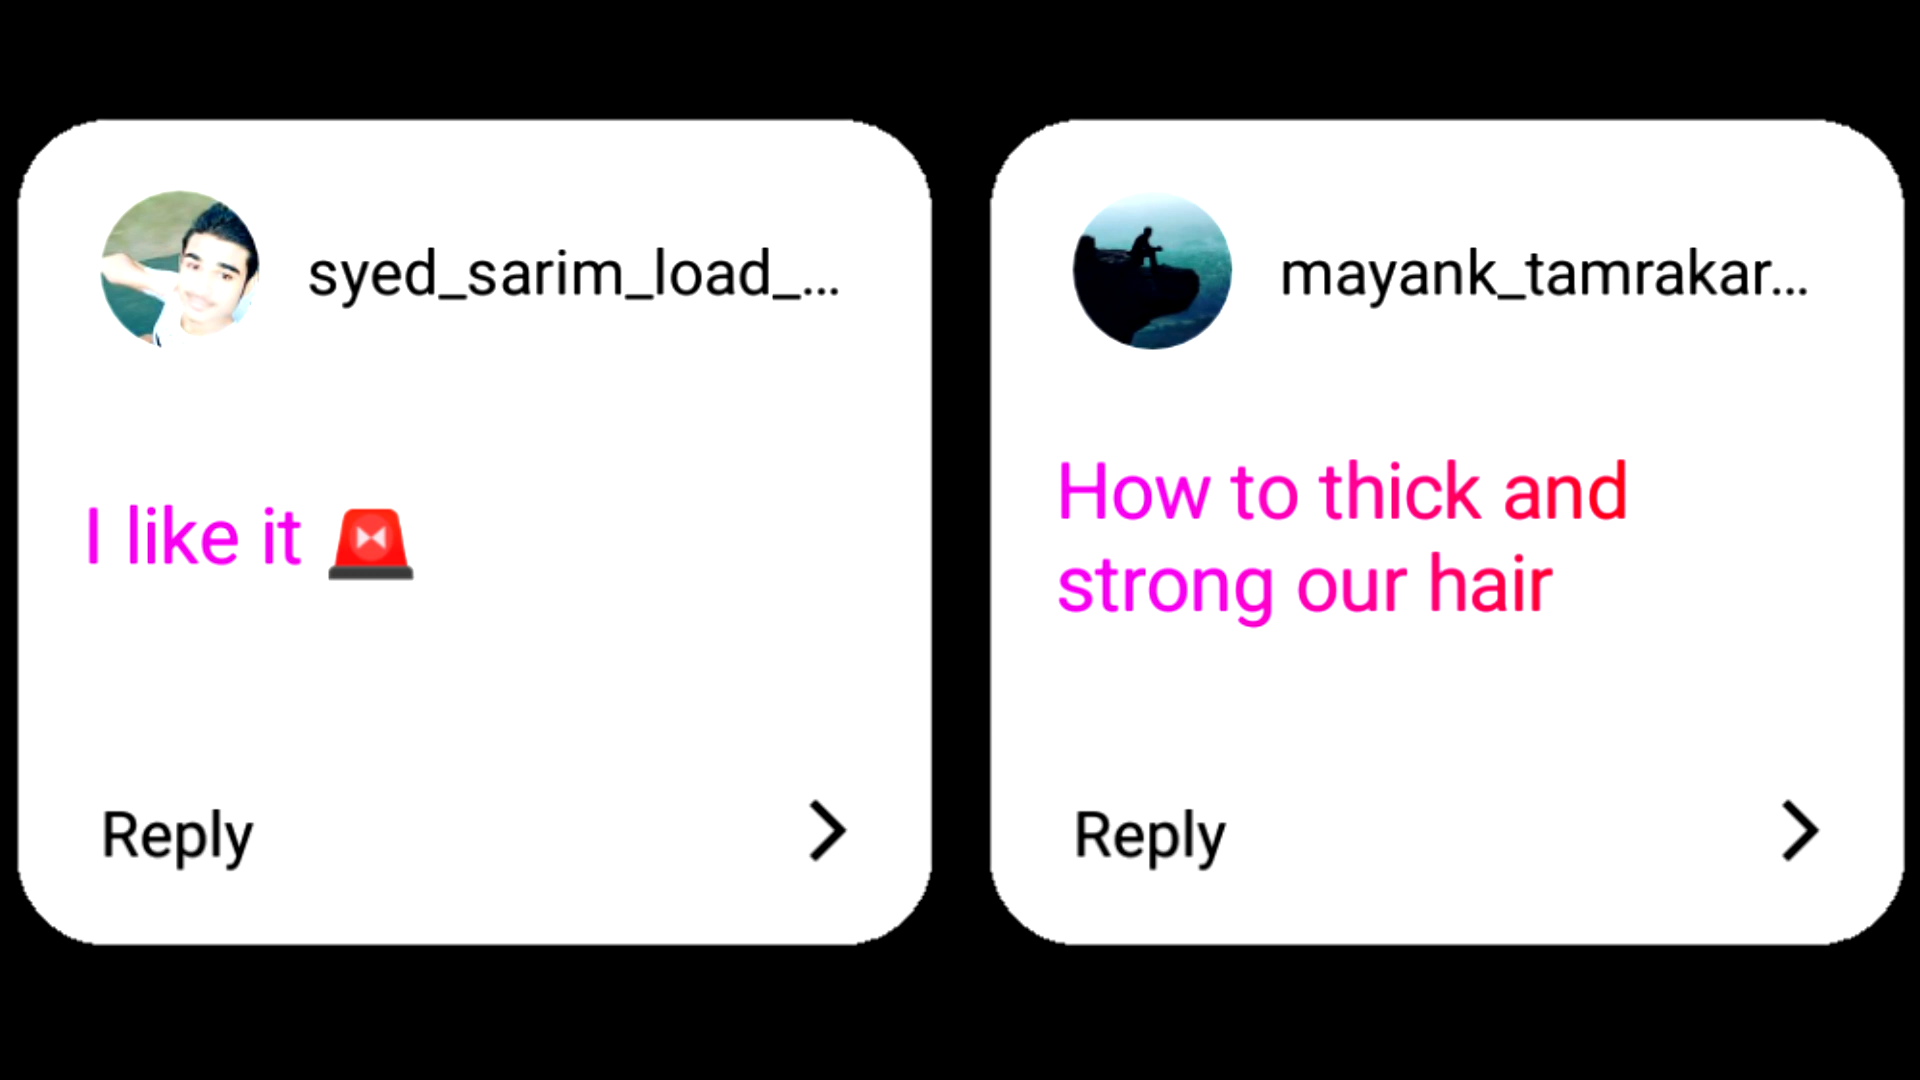 syed_sarim_load_...
I like it 🚨
Reply
mayank_tamrakar...
How to thick and
strong our hair
Reply